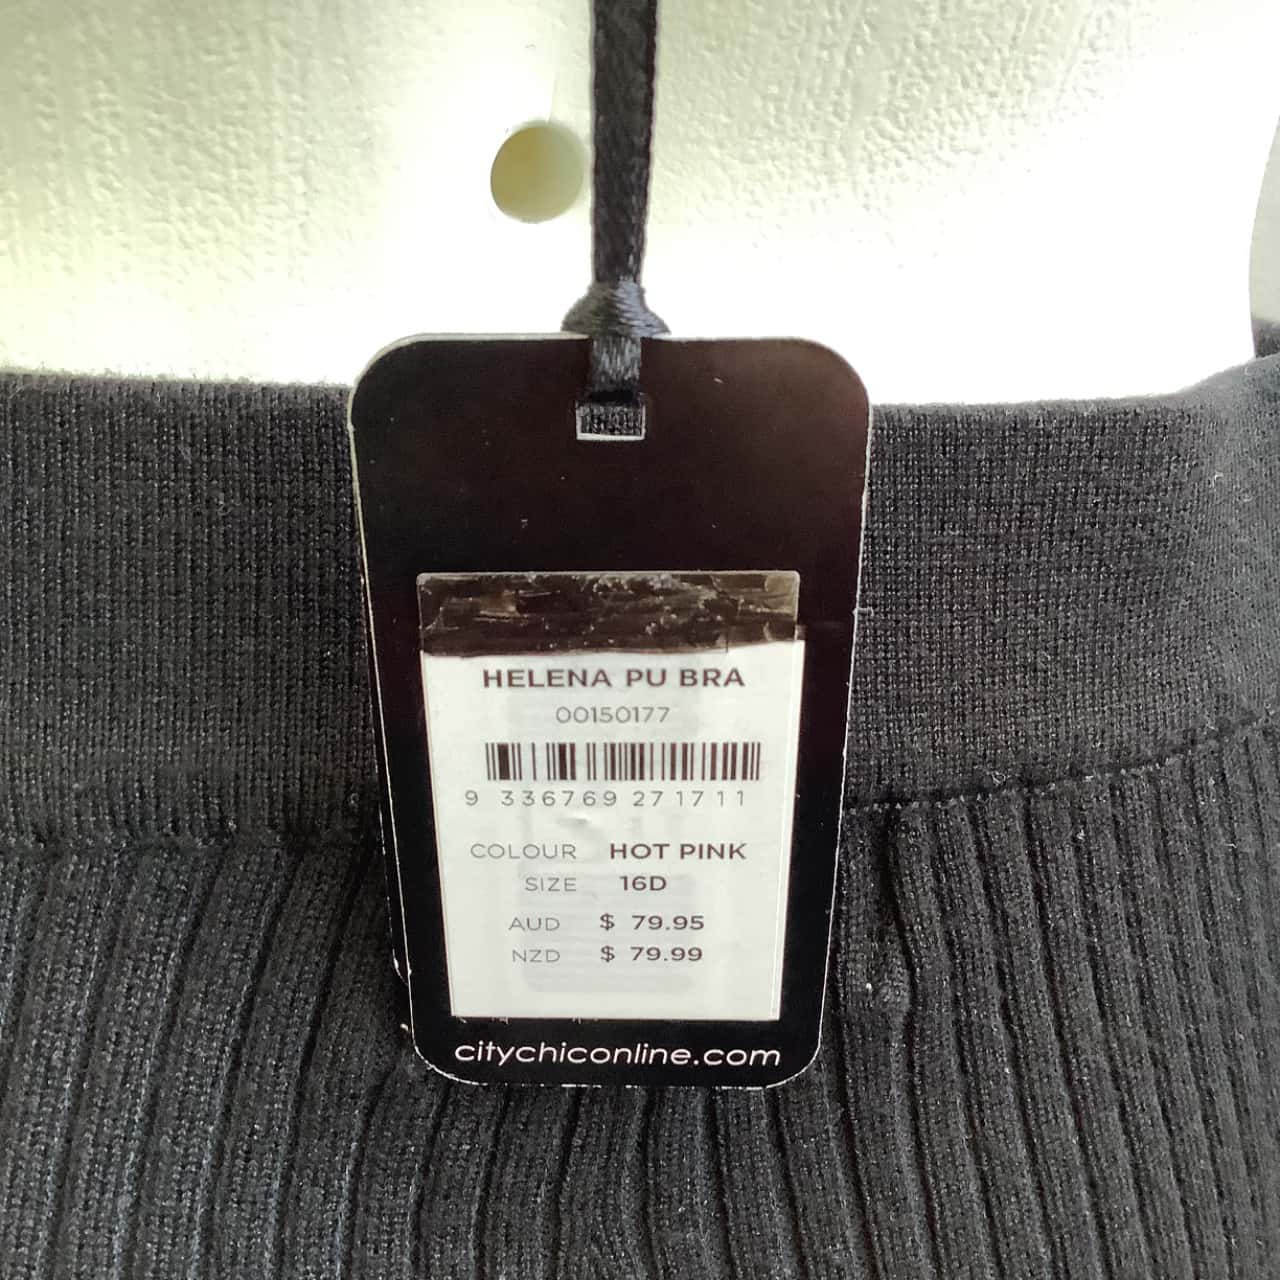 HELENA PU BRA
00150177
9 336769 271711
COLOUR HOT PINK
SIZE 16D
AUD $ 79.95
NZD $ 79.99
citychiconline.com